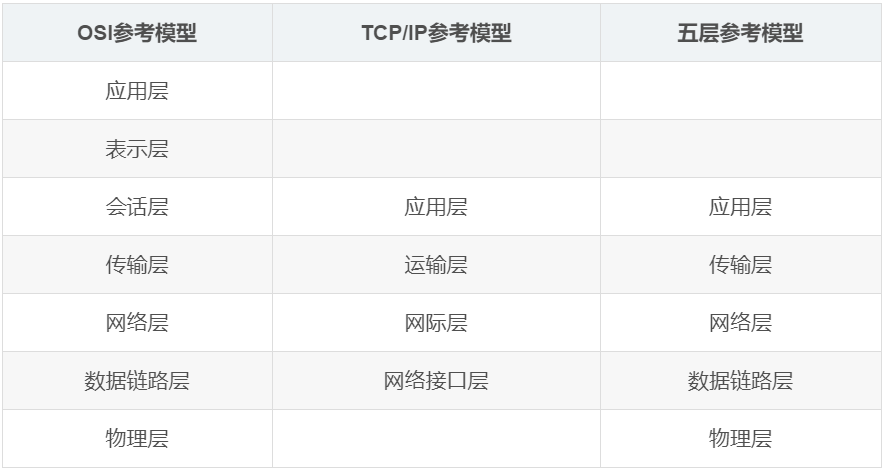 OSI参考模型 TCP/IP参考模型 五层参考模型
应用层
表示层
会话层 应用层 应用层
传输层 运输层 传输层
网络层 网际层 网络层
数据链路层 网络接口层 数据链路层
物理层 物理层